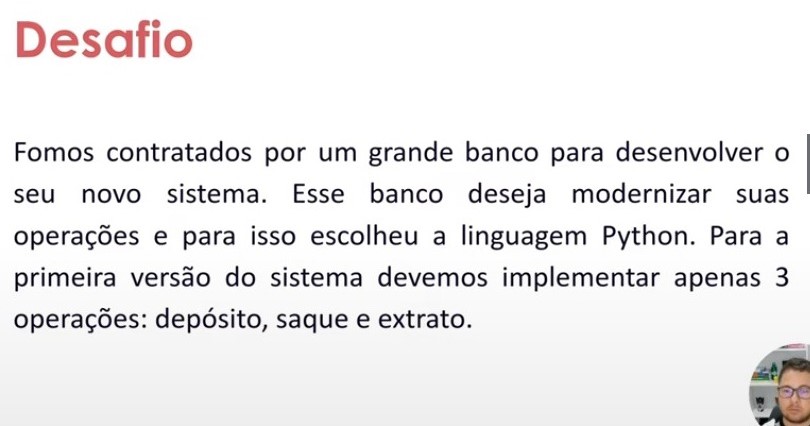 Desafio
Fomos contratados por um grande banco para desenvolver o
seu novo sistema. Esse banco deseja modernizar suas
operações e para isso escolheu a linguagem Python. Para a
primeira versão do sistema devemos implementar apenas 3
operações: depósito, saque e extrato.